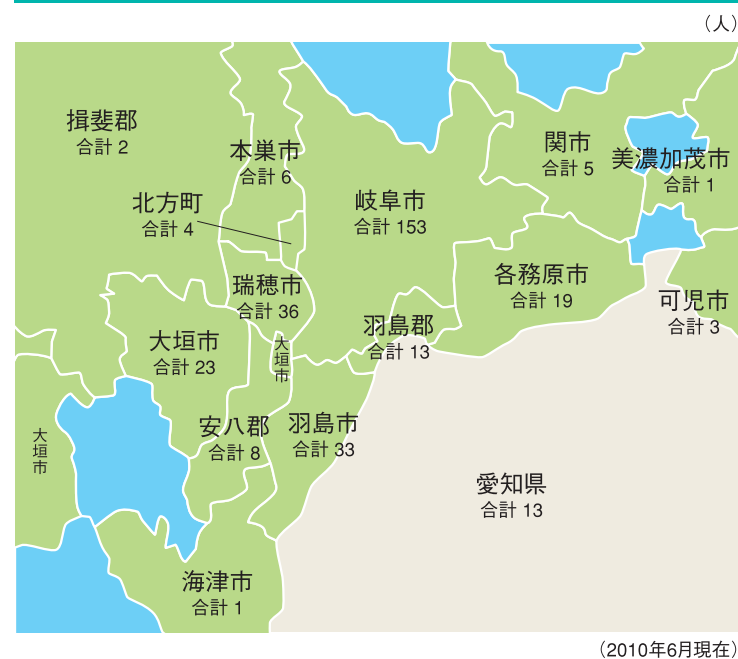 (人)
揖斐郡
合計 2
本巣市
合計 6
関市
合計 5
美濃加茂市
合計 1
北方町
合計 4
岐阜市
合計 153
瑞穂市
合計 36
各務原市
合計 19
可児市
合計 3
大垣市
合計 23
大垣市
羽島郡
合計 13
大垣市
安八郡
合計 8
羽島市
合計 33
愛知県
合計 13
海津市
合計 1
(2010年6月現在)